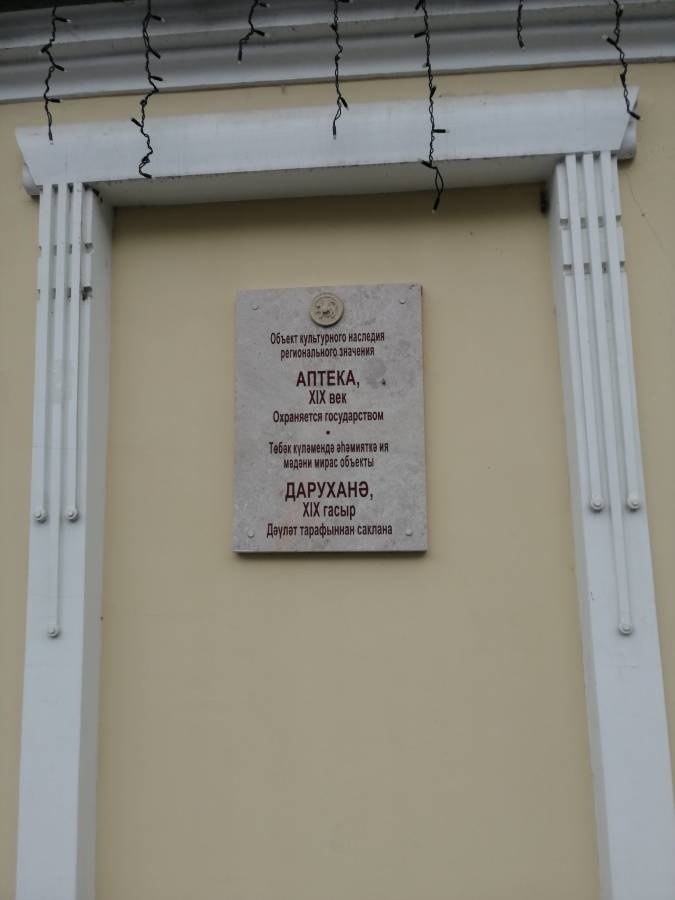 Объект культурного наследия
регионального значения
АПТЕКА,
XIX век
Охраняется государством
Төбәк күләмендә әһәмияткә ия
мәдәни мирас объекты
ДАРУХАНӘ,
XIX гасыр
Дәүләт тарафыннан саклана